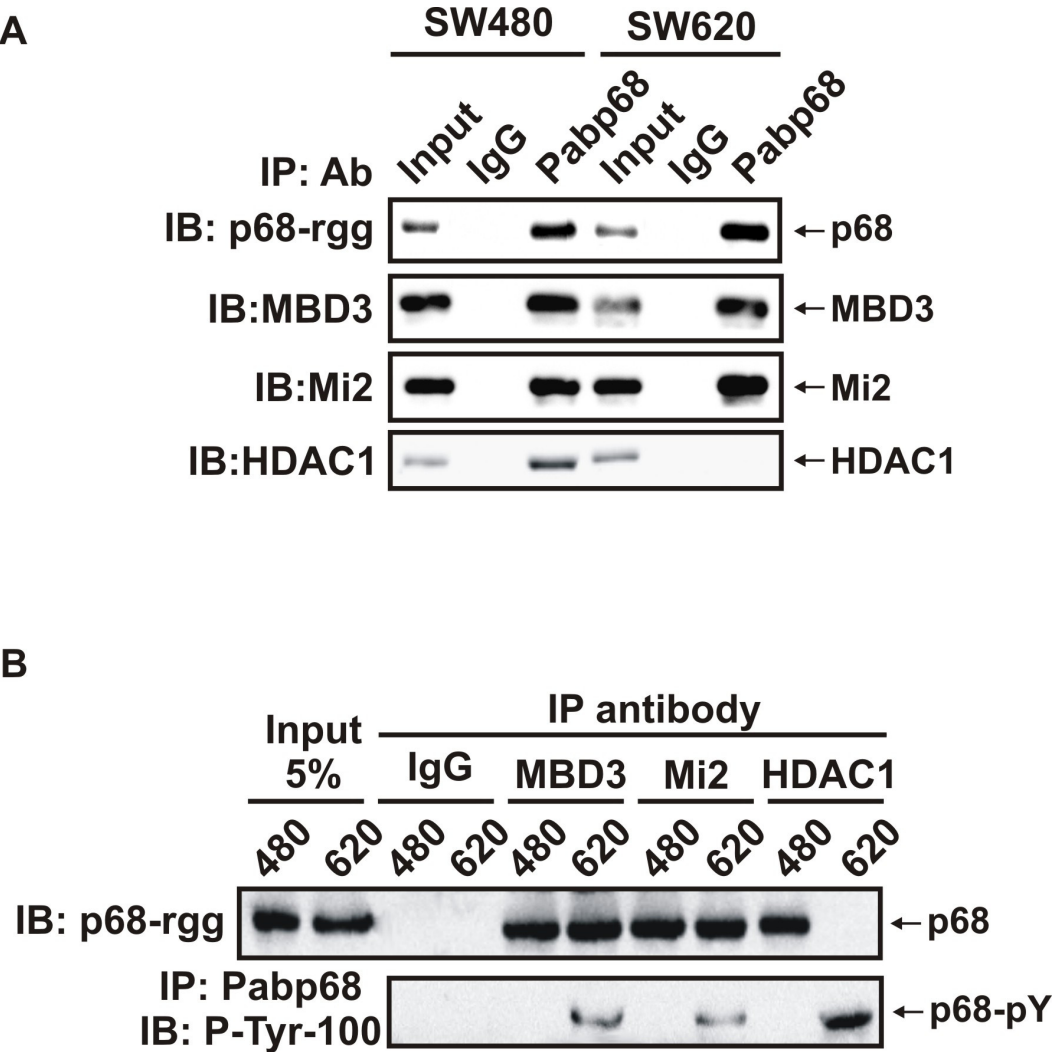 A
SW480 SW620
Input IgG Pabp68 Input IgG Pabp68
IP: Ab
IB: p68-rgg ←p68
IB:MBD3 ←MBD3
IB:Mi2 ←Mi2
IB:HDAC1 ←HDAC1
B
IP antibody
Input
5% IgG MBD3 Mi2 HDAC1
480 620 480 620 480 620 480 620 480 620
IB: p68-rgg ←p68
IP: Pabp68
IB: P-Tyr-100 ←p68-pY